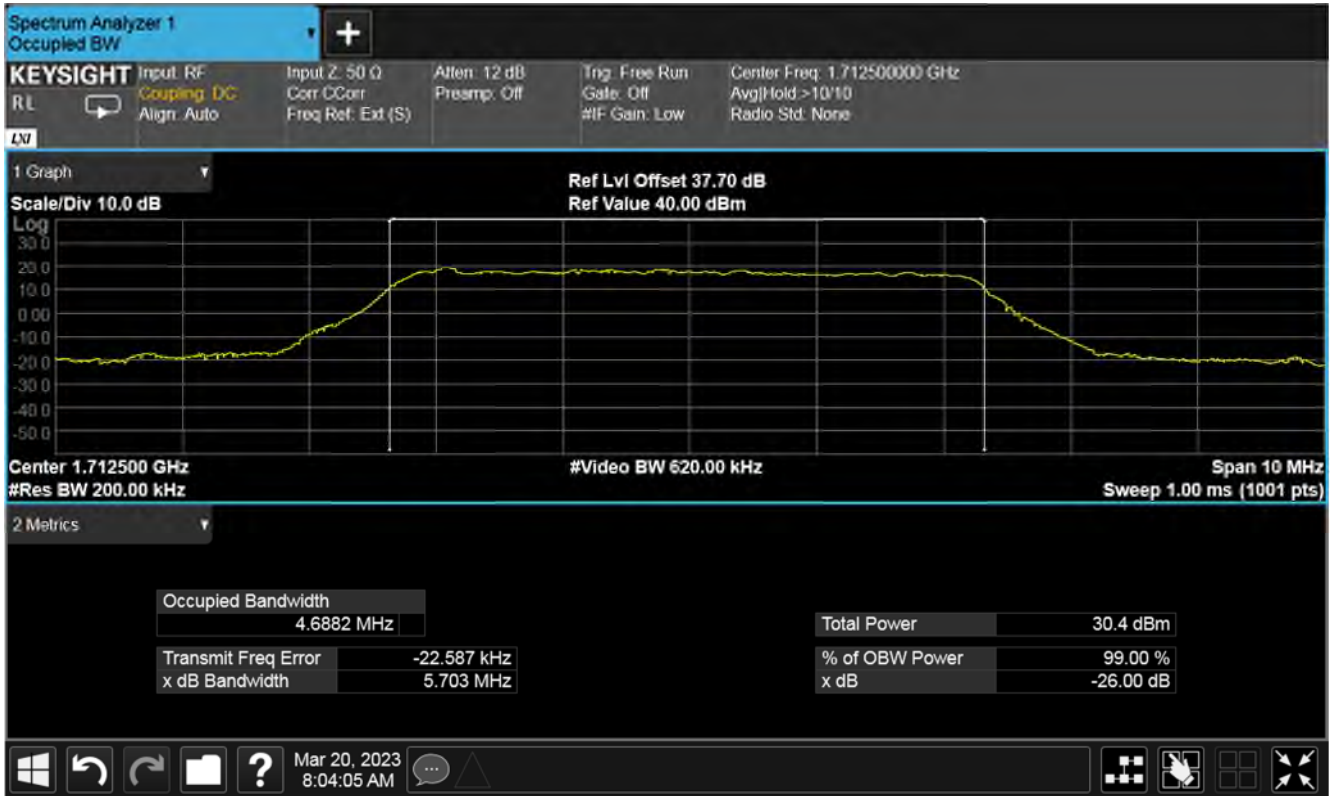 Spectrum Analyzer 1
Occupied BW
+
KEYSIGHT
RL
LXI
Input: RF
Coupling: DC
Align: Auto
Input Z: 50 Ω
Corr CCorr
Freq Ref: Ext (S)
Atten: 12 dB
Preamp: Off
Trig: Free Run
Gate: Off
#IF Gain: Low
Center Freq: 1.712500000 GHz
Avg|Hold:>10/10
Radio Std: None
1 Graph
Scale/Div 10.0 dB
Ref Lvl Offset 37.70 dB
Ref Value 40.00 dBm
Log
30.0
20.0
10.0
0.00
-10.0
-20.0
-30.0
-40.0
-50.0
Center 1.712500 GHz
#Video BW 620.00 kHz
Span 10 MHz
#Res BW 200.00 kHz
Sweep 1.00 ms (1001 pts)
2 Metrics
Occupied Bandwidth
4.6882 MHz
Transmit Freq Error -22.587 kHz
x dB Bandwidth 5.703 MHz
Total Power 30.4 dBm
% of OBW Power 99.00 %
x dB -26.00 dB
?
Mar 20, 2023
8:04:05 AM